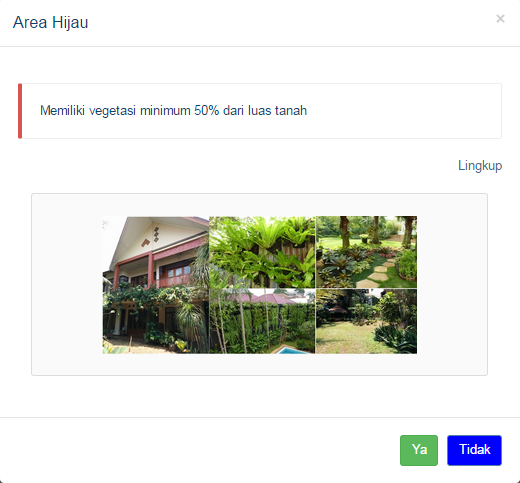 Area Hijau
×
Memiliki vegetasi minimum 50% dari luas tanah
Lingkup
Ya
Tidak